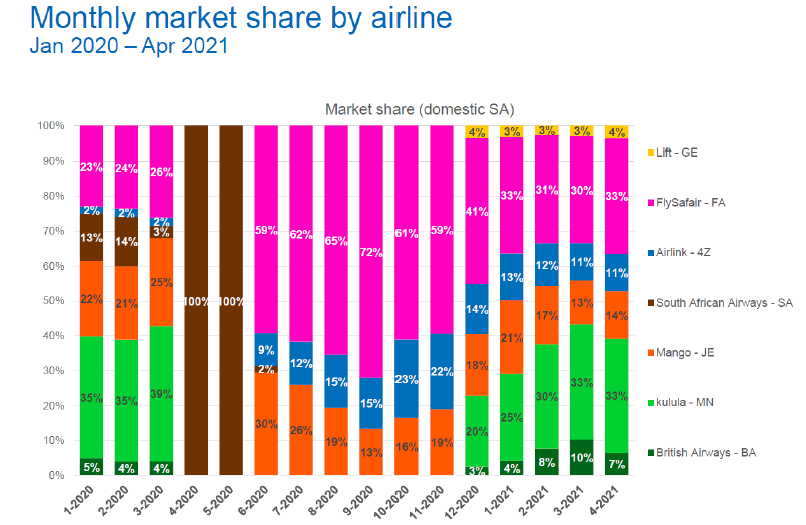 Monthly market share by airline
Jan 2020 – Apr 2021
Market share (domestic SA)
100%
90%
80%
70%
60%
50%
40%
30%
20%
10%
0%
23% 2% 13% 22% 35% 5%
24% 2% 14% 21% 35% 4%
26% 2% 3% 25% 39% 4%
100%
100%
59% 9% 2% 30%
62% 12% 26%
65% 15% 19%
72% 15% 13%
61% 23% 16%
59% 22% 19%
4% 41% 14% 18% 20% 3%
3% 33% 13% 21% 25% 4%
3% 31% 12% 17% 30% 8%
3% 30% 11% 13% 33% 10%
4% 33% 11% 14% 33% 7%
1-2020 2-2020 3-2020 4-2020 5-2020 6-2020 7-2020 8-2020 9-2020 10-2020 11-2020 12-2020 1-2021 2-2021 3-2021 4-2021
Lift - GE
FlySafair - FA
Airlink - 4Z
South African Airways - SA
Mango - JE
kulula - MN
British Airways - BA